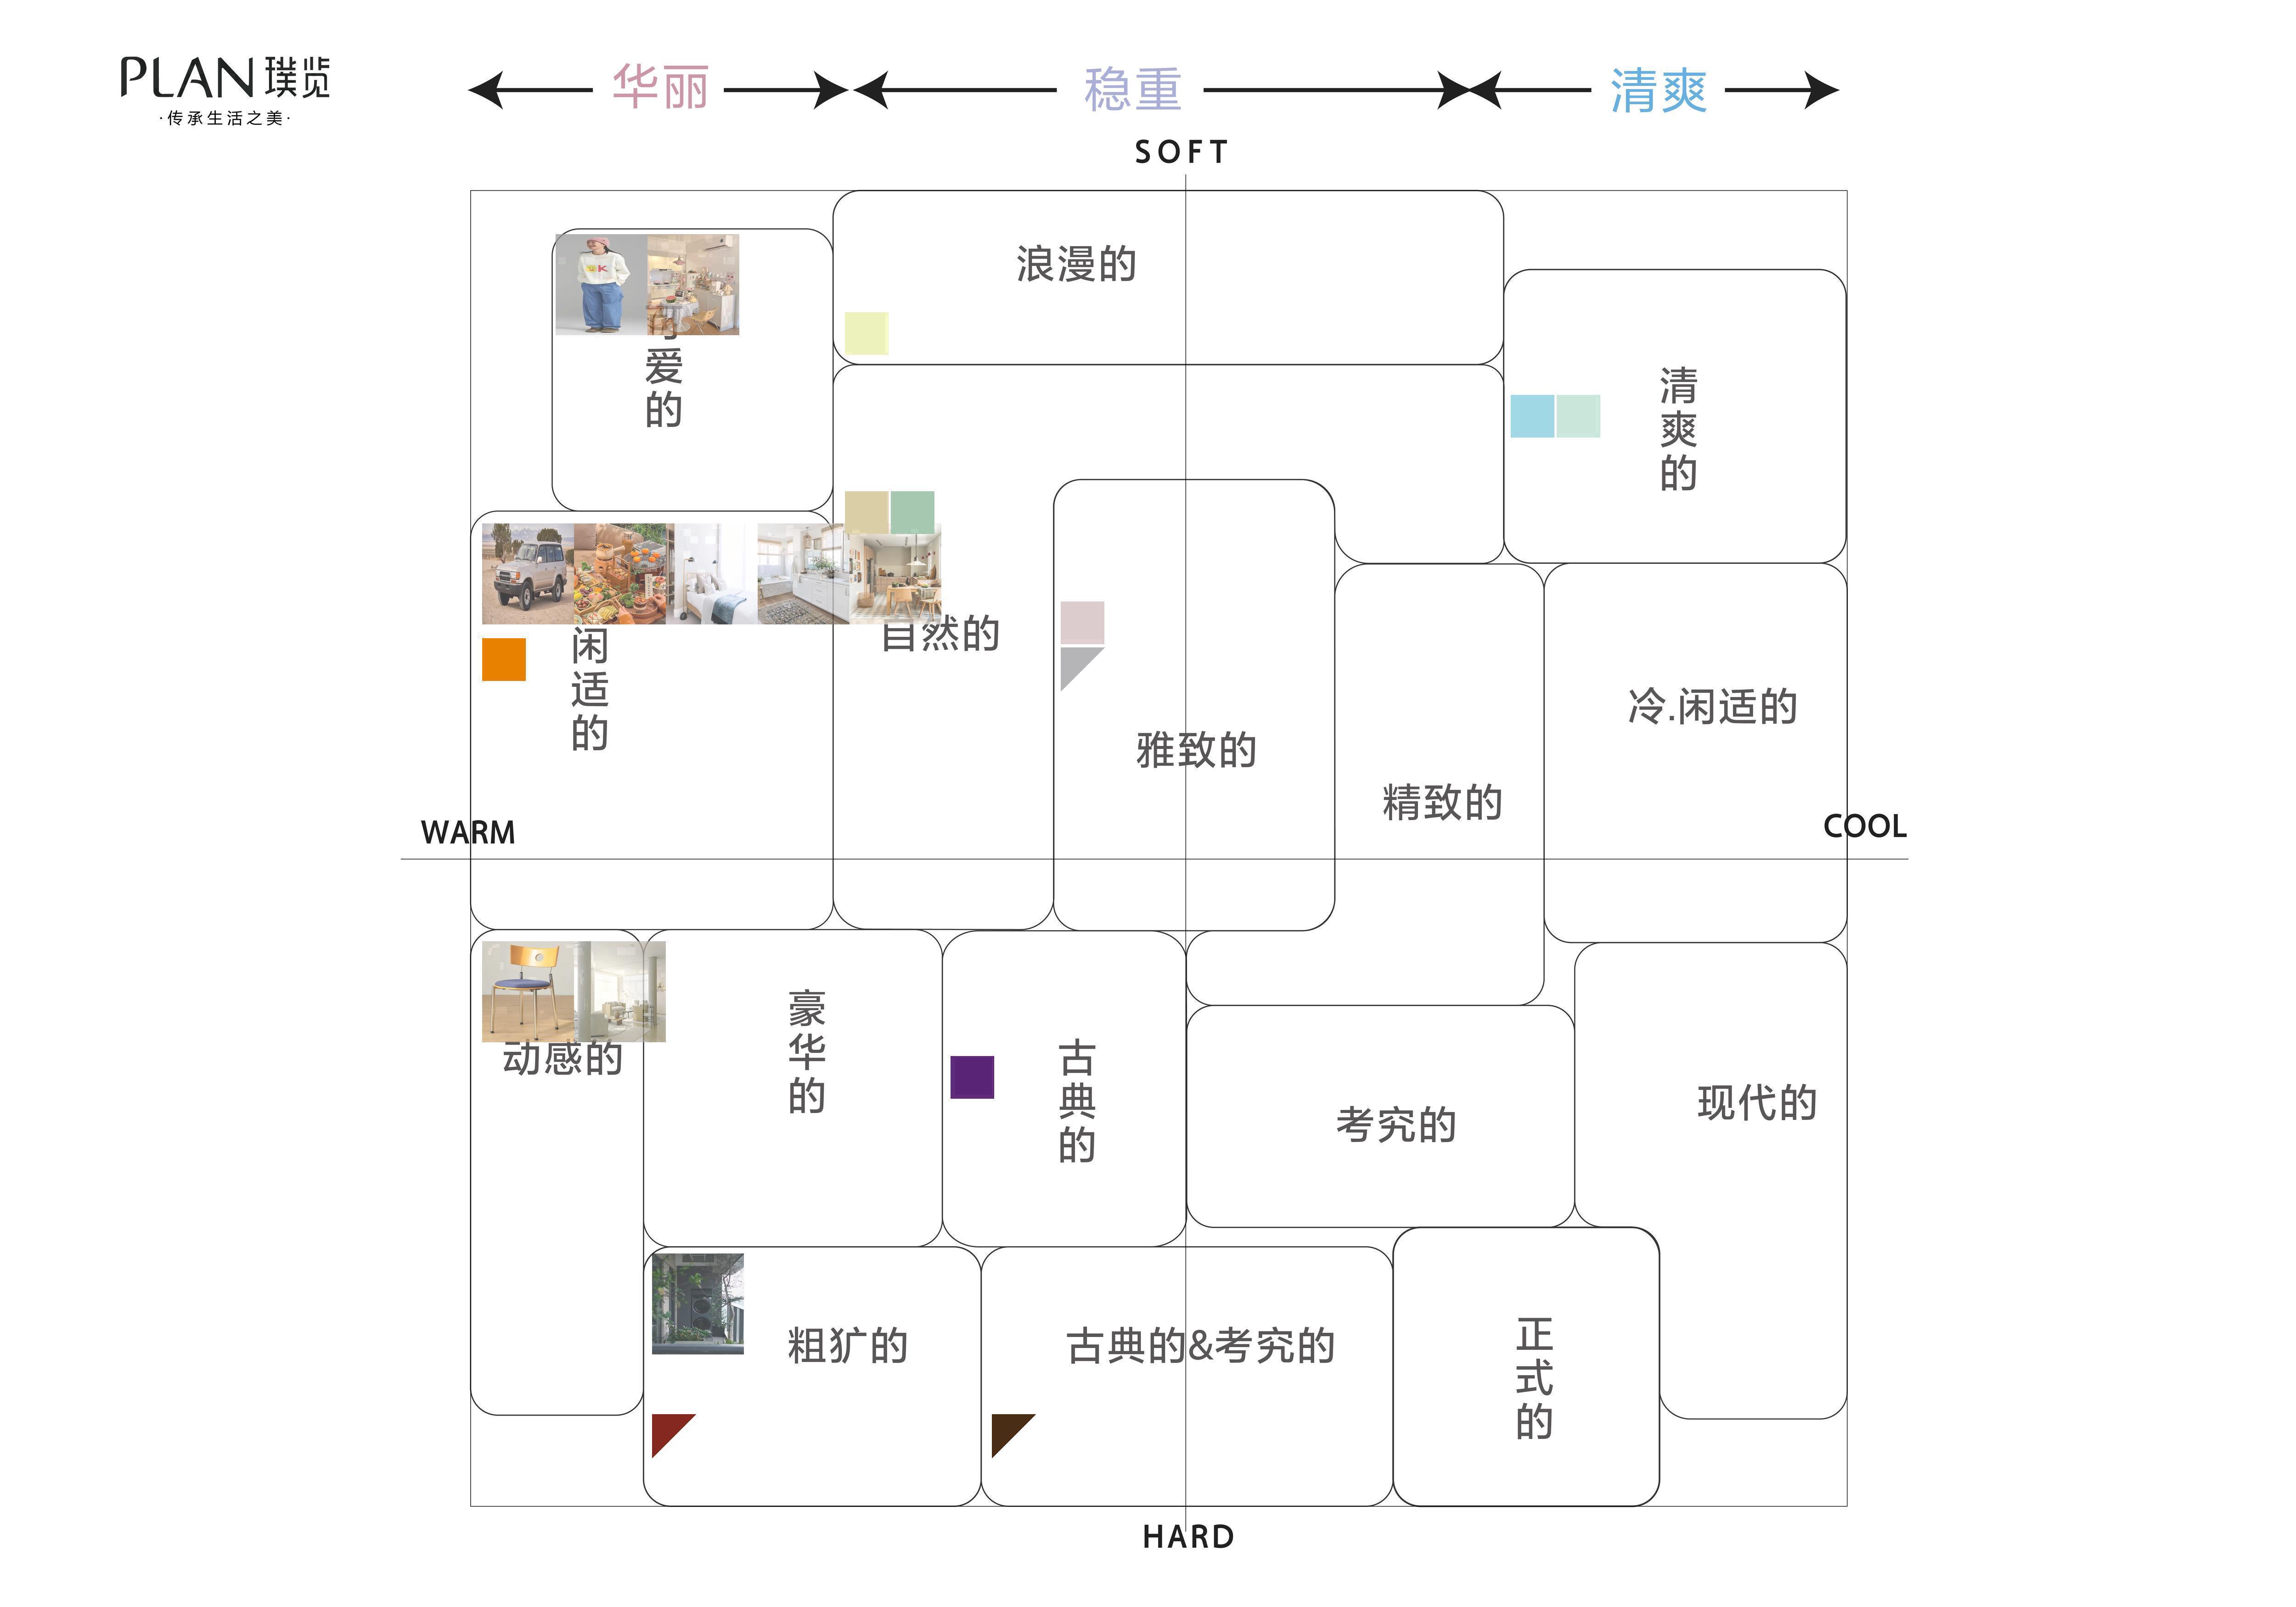 PLAN 璞览
·传承生活之美·
华丽
稳重
清爽
SOFT
浪漫的
可爱的
清爽的
自然的
闲适的
雅致的
冷.闲适的
精致的
WARM
COOL
动感的
豪华的
古典的
考究的
现代的
粗犷的
古典的&考究的
正式的
HARD